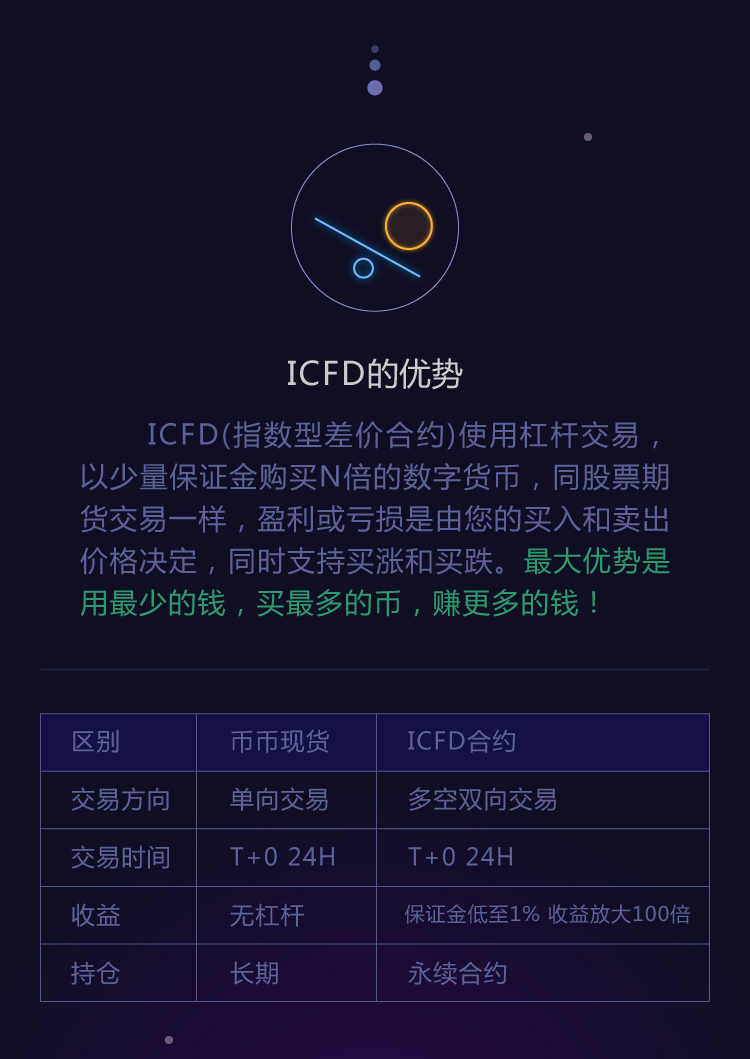 ICFD的优势
ICFD(指数型差价合约)使用杠杆交易，
以少量保证金购买N倍的数字货币，同股票期
货交易一样，盈利或亏损是由您的买入和卖出
价格决定，同时支持买涨和买跌。最大优势是
用最少的钱，买最多的币，赚更多的钱！
区别 币币现货 ICFD合约
交易方向 单向交易 多空双向交易
交易时间 T+0 24H T+0 24H
收益 无杠杆 保证金低至1% 收益放大100倍
持仓 长期 永续合约